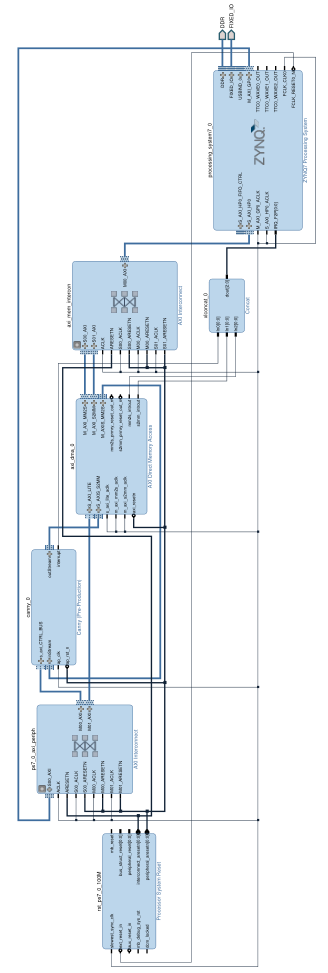 DDR
FIXED_IO
processing_system7_0
DDR
FIXED_IO
USBIND_0
M_AXI_GP0
TTC0_WAVE0_OUT
TTC0_WAVE1_OUT
TTC0_WAVE2_OUT
FCLK_CLK0
FCLK_RESET0_N
ZYNQ
S_AXI_HP0_FIFO_CTRL
S_AXI_HP0
M_AXI_GP0_ACLK
S_AXI_HP0_ACLK
IRQ_F2P[0:0]
ZYNQ7 Processing System
axi_mem_intercon
M00_AXI
S00_AXI
S01_AXI
ACLK
ARESETN
S00_ACLK
S00_ARESETN
M00_ACLK
M00_ARESETN
S01_ACLK
S01_ARESETN
AXI Interconnect
xlconcat_0
dout[2:0]
In0[0:0]
In1[0:0]
In2[0:0]
Concat
axi_dma_0
M_AXI_MM2S
M_AXI_S2MM
M_AXIS_MM2S
mm2s_prmry_reset_out_n
s2mm_prmry_reset_out_n
mm2s_introut
s2mm_introut
S_AXI_LITE
S_AXIS_S2MM
s_axi_lite_aclk
m_axi_mm2s_aclk
m_axi_s2mm_aclk
axi_resetn
AXI Direct Memory Access
canny_0
outStream
interrupt
s_axi_CTRL_BUS
inStream
ap_clk
ap_rst_n
Canny (Pre-Production)
ps7_0_axi_periph
M00_AXI
M01_AXI
S00_AXI
ACLK
ARESETN
S00_ACLK
S00_ARESETN
M00_ACLK
M00_ARESETN
M01_ACLK
M01_ARESETN
AXI Interconnect
rst_ps7_0_100M
mb_reset
bus_struct_reset[0:0]
peripheral_reset[0:0]
interconnect_aresetn[0:0]
peripheral_aresetn[0:0]
slowest_sync_clk
ext_reset_in
aux_reset_in
mb_debug_sys_rst
dcm_locked
Processor System Reset